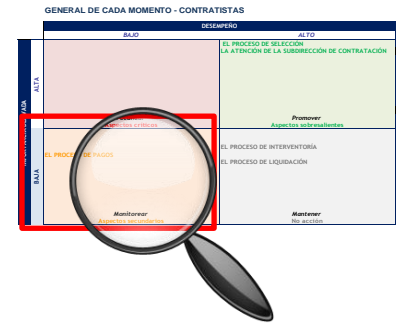 GENERAL DE CADA MOMENTO - CONTRATISTAS
DESEMPEÑO
BAJO
ALTO
ALTA
EL PROCESO DE SELECCIÓN
LA ATENCIÓN DE LA SUBDIRECCIÓN DE CONTRATACIÓN
Aspectos críticos
Promover
Aspectos sobresalientes
BAJA
EL PROCESO DE PAGOS
EL PROCESO DE INTERVENTORÍA
EL PROCESO DE LIQUIDACIÓN
Monitorear
Aspectos secundarios
Mantener
No acción